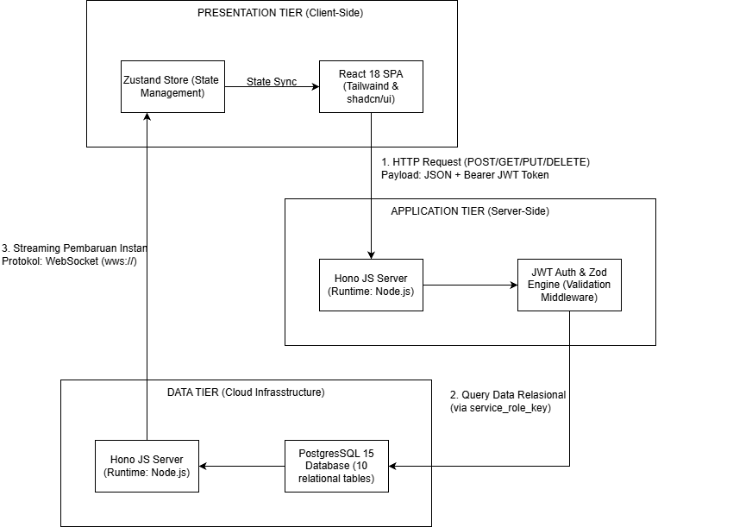 PRESENTATION TIER (Client-Side)
Zustand Store (State
Management)
State Sync
React 18 SPA
(Tailwaind &
shadcn/ui)
1. HTTP Request (POST/GET/PUT/DELETE)
Payload: JSON + Bearer JWT Token
APPLICATION TIER (Server-Side)
Hono JS Server
(Runtime: Node.js)
JWT Auth & Zod
Engine (Validation
Middleware)
3. Streaming Pembaruan Instan
Protokol: WebSocket (wws://)
2. Query Data Relasional
(via service_role_key)
DATA TIER (Cloud Infrasstructure)
Hono JS Server
(Runtime: Node.js)
PostgresSQL 15
Database (10
relational tables)